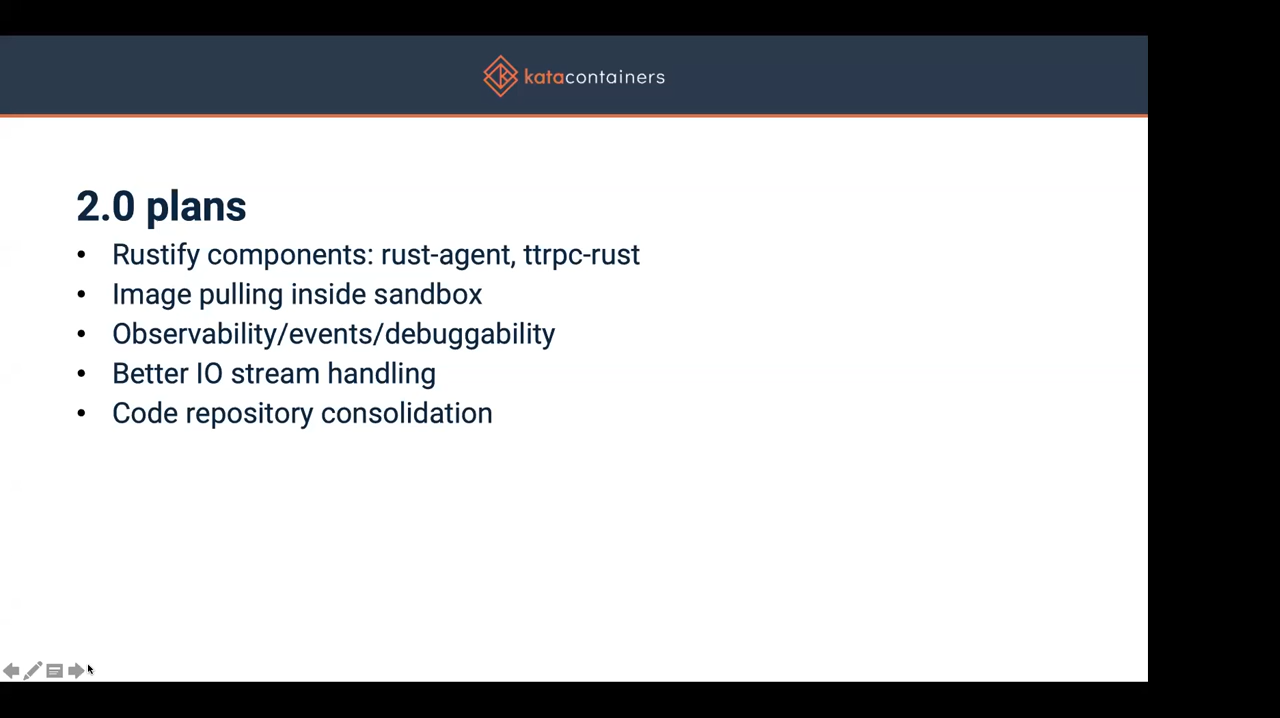 katacontainers
2.0 plans
• Rustify components: rust-agent, ttrpc-rust
• Image pulling inside sandbox
• Observability/events/debuggability
• Better IO stream handling
• Code repository consolidation